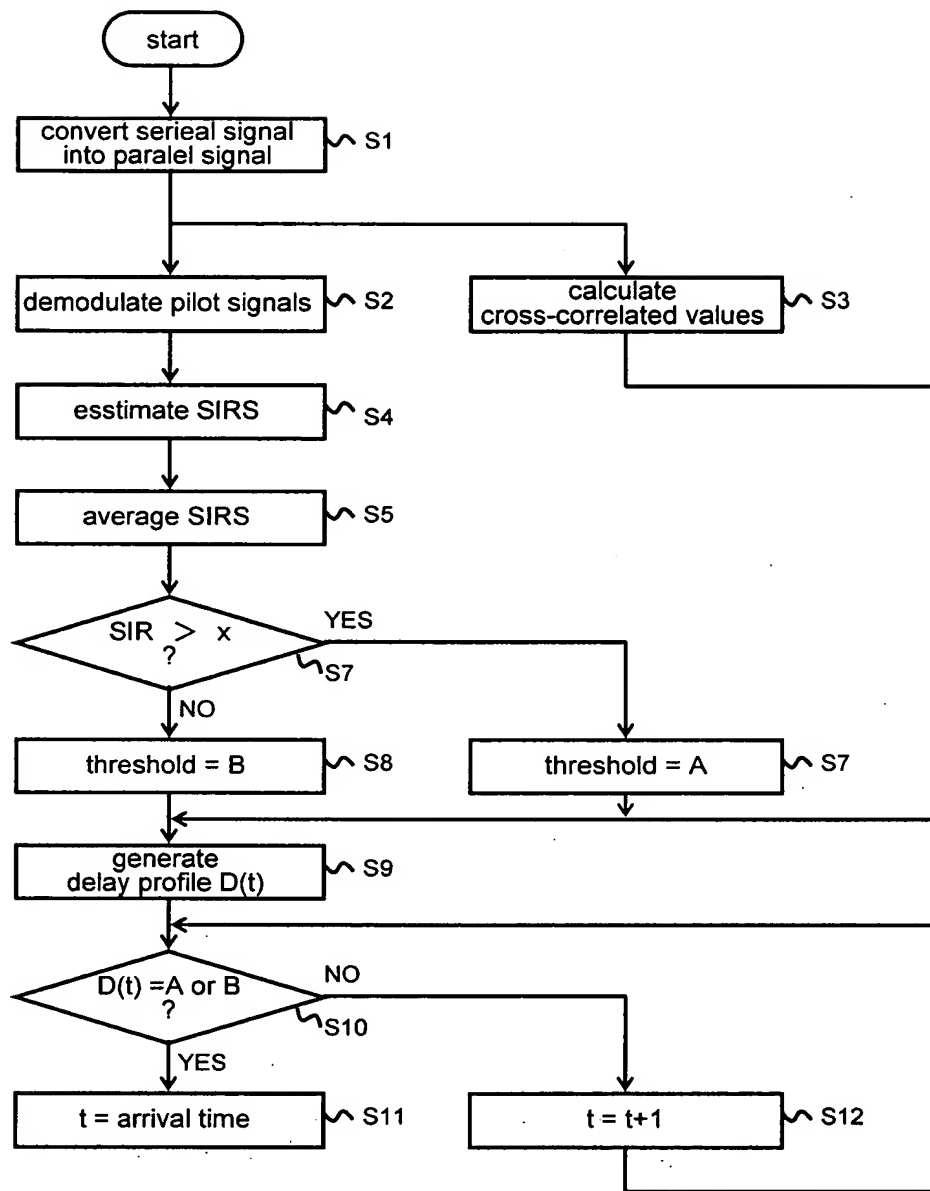 start
convert serieal signal
into paralel signal
S1
demodulate pilot signals
S2
calculate
cross-correlated values
S3
esstimate SIRS
S4
average SIRS
S5
SIR > x
?
YES
S7
NO
threshold = B
S8
threshold = A
S7
generate
delay profile D(t)
S9
D(t) =A or B
?
NO
S10
YES
t = arrival time
S11
t = t+1
S12